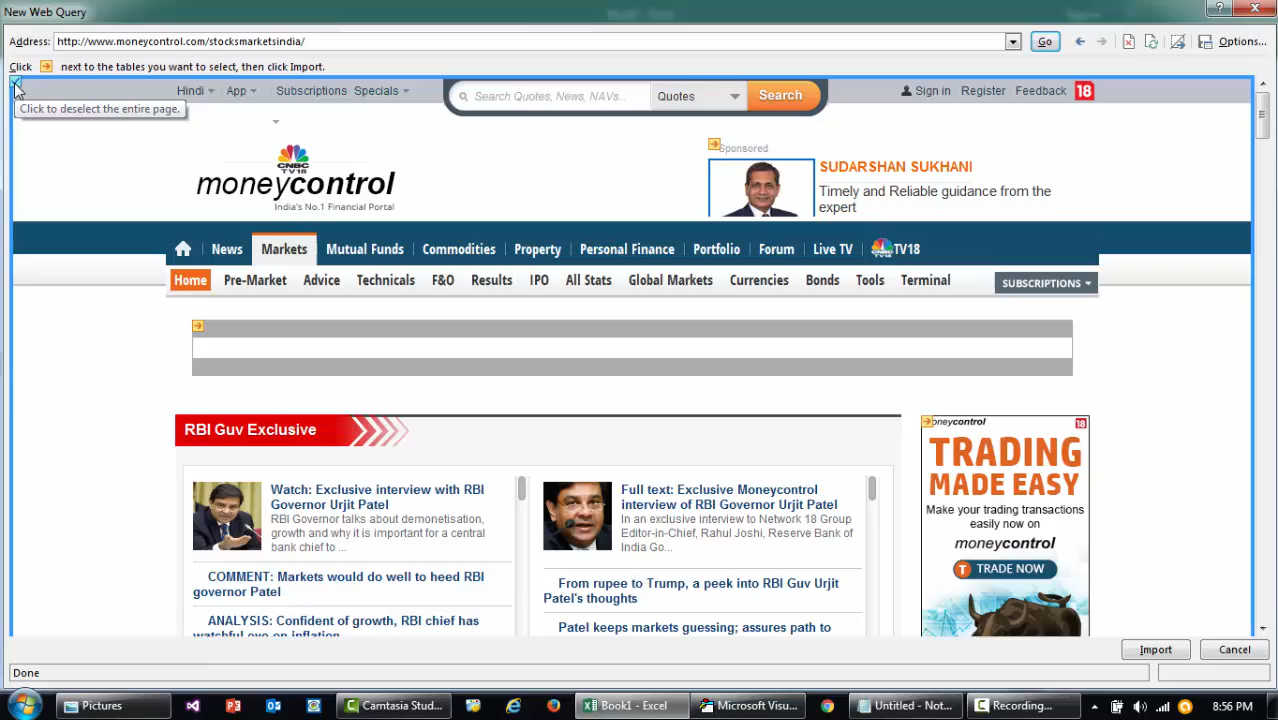 New Web Query
Address: http://www.moneycontrol.com/stocksmarketsindia/ Go Options...
Click next to the tables you want to select, then click Import.
Hindi App Subscriptions Specials Search Quotes, News, NAVs... Quotes Search Sign in Register Feedback 18
Click to deselect the entire page.
Sponsored
CNBC
TV18
moneycontrol
India's No.1 Financial Portal
SUDARSHAN SUKHANI
Timely and Reliable guidance from the
expert
News Markets Mutual Funds Commodities Property Personal Finance Portfolio Forum Live TV TV18
Home Pre-Market Advice Technicals F&O Results IPO All Stats Global Markets Currencies Bonds Tools Terminal SUBSCRIPTIONS
RBI Guv Exclusive
Watch: Exclusive interview with RBI
Governor Urjit Patel
RBI Governor talks about demonetisation,
growth and why it is important for a central
bank chief to ...
COMMENT: Markets would do well to heed RBI
governor Patel
ANALYSIS: Confident of growth, RBI chief has
watchful eye on inflation
Full text: Exclusive Moneycontrol
interview of RBI Governor Urjit Patel
In an exclusive interview to Network 18 Group
Editor-in-Chief, Rahul Joshi, Reserve Bank of
India Go...
From rupee to Trump, a peek into RBI Guv Urjit
Patel's thoughts
Patel keeps markets guessing; assures path to
moneycontrol 18
TRADING
MADE EASY
Make your trading transactions
easily now on
moneycontrol
T TRADE NOW
Import Cancel
Done
Pictures Camtasia Stud... Book1 - Excel Microsoft Visu... Untitled - Not... Recording... 8:56 PM